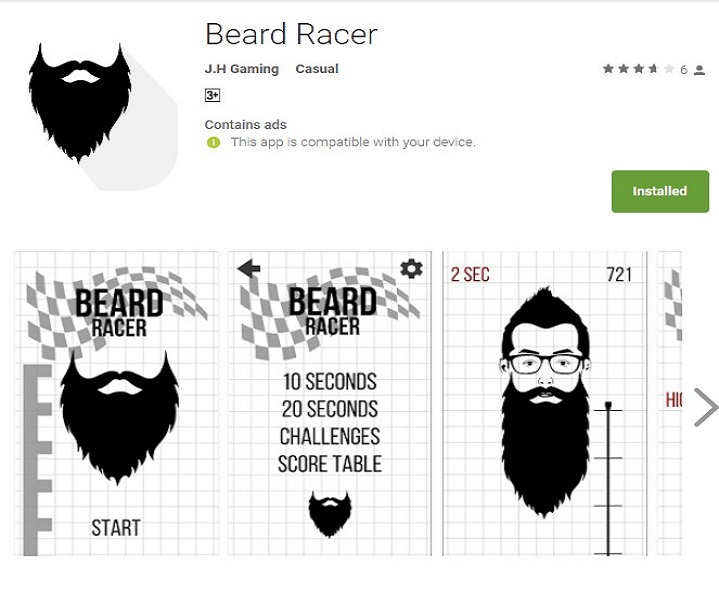 Beard Racer
J.H Gaming Casual
6
3+
Contains ads
This app is compatible with your device.
Installed
BEARD
RACER
START
BEARD
RACER
10 SECONDS
20 SECONDS
CHALLENGES
SCORE TABLE
2 SEC 721